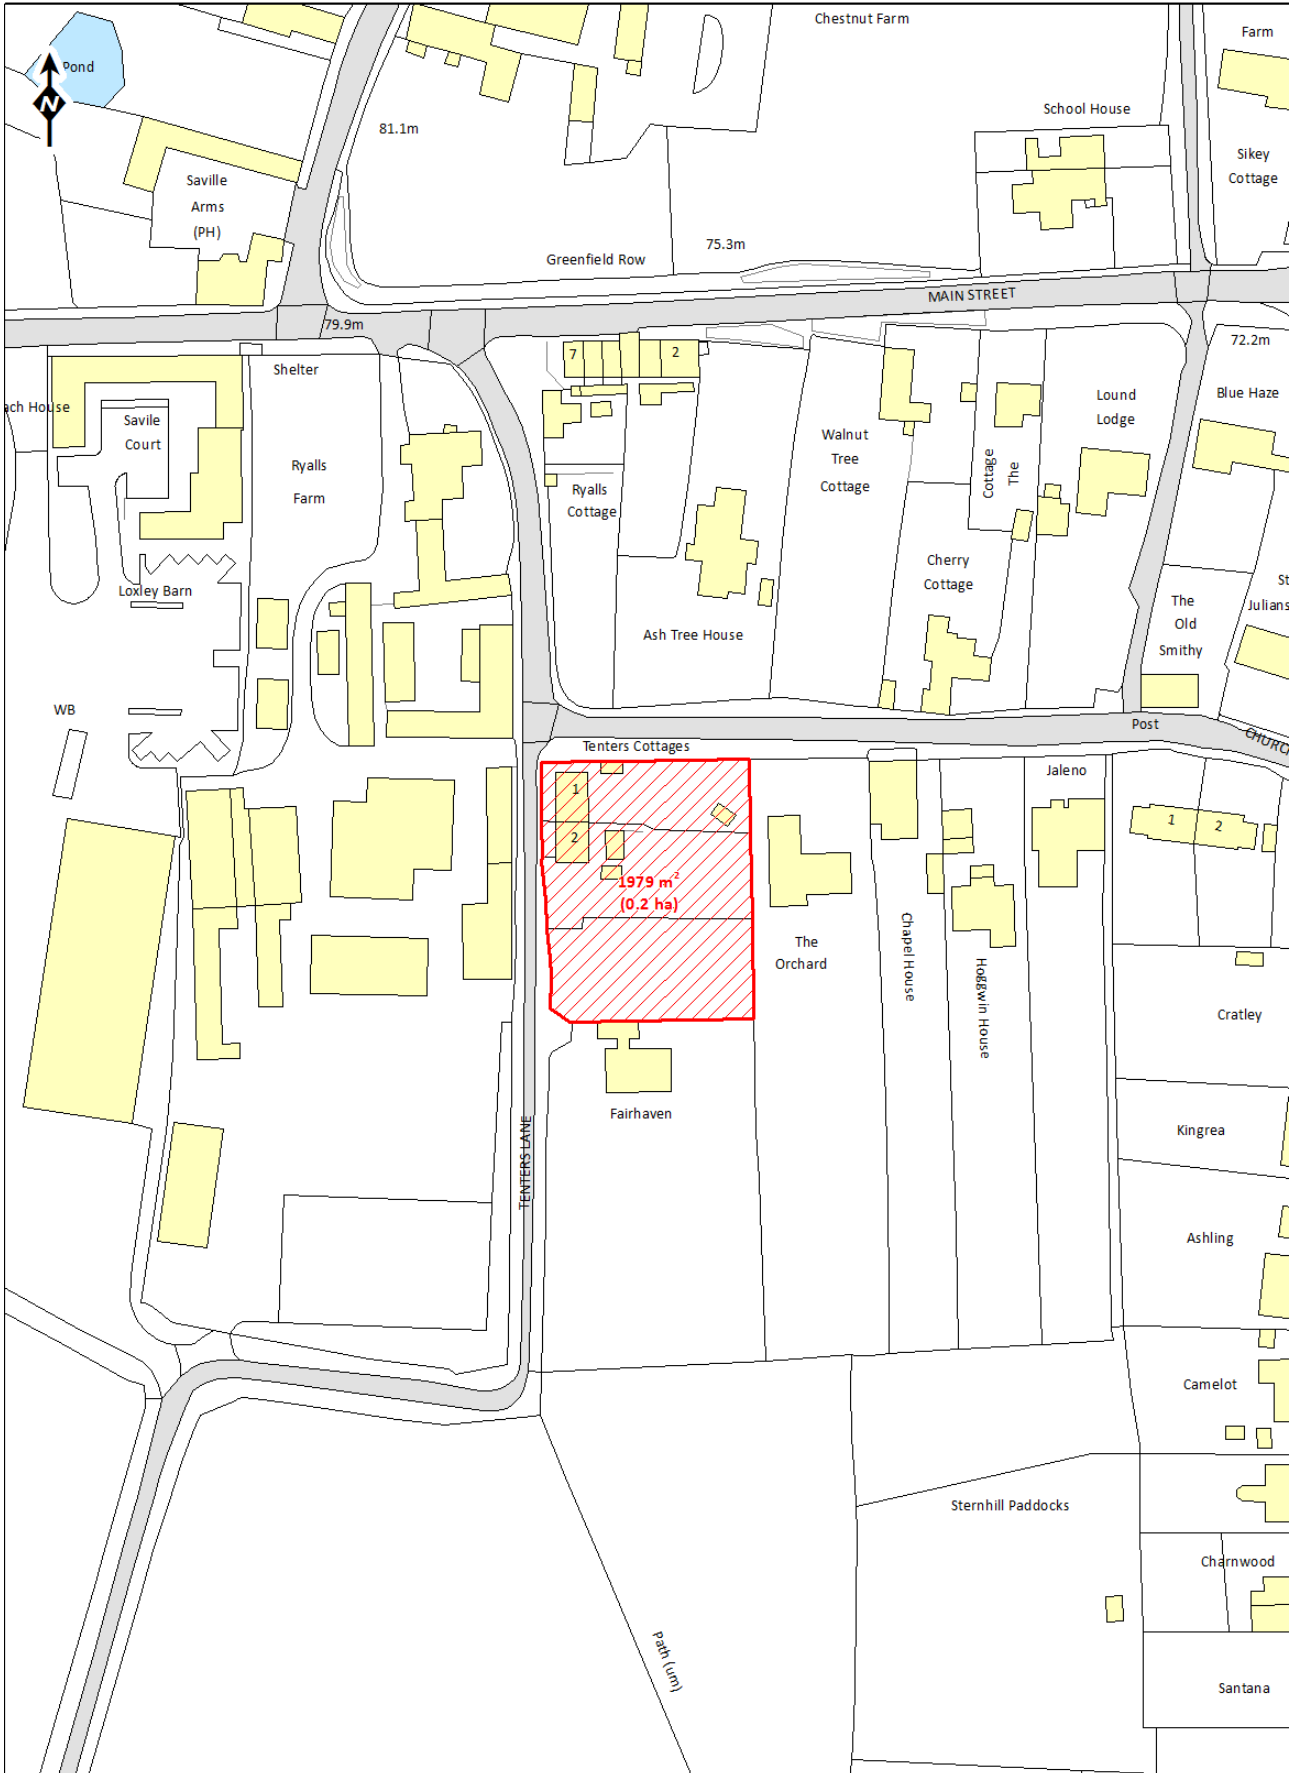 Chestnut Farm
Farm
N
Pond
81.1m
School House
Saville
Arms
(PH)
Sikey
Cottage
75.3m
Greenfield Row
MAIN STREET
79.9m
72.2m
7
2
Shelter
Blue Haze
ach House
Savile
Court
Lound
Lodge
Ryalls
Farm
Walnut
Tree
Cottage
Cottage
The
Ryalls
Cottage
Cherry
Cottage
Loxley Barn
St
Julians
The
Old
Smithy
Ash Tree House
WB
Post
CHURC
Tenters Cottages
Jaleno
1
2
1
2
1979 m²
(0.2 ha)
The
Orchard
Chapel House
Hoggwin House
Cratley
Fairhaven
Kingrea
TENTERS LANE
Ashling
Camelot
Sternhill Paddocks
Charnwood
Path (um)
Santana